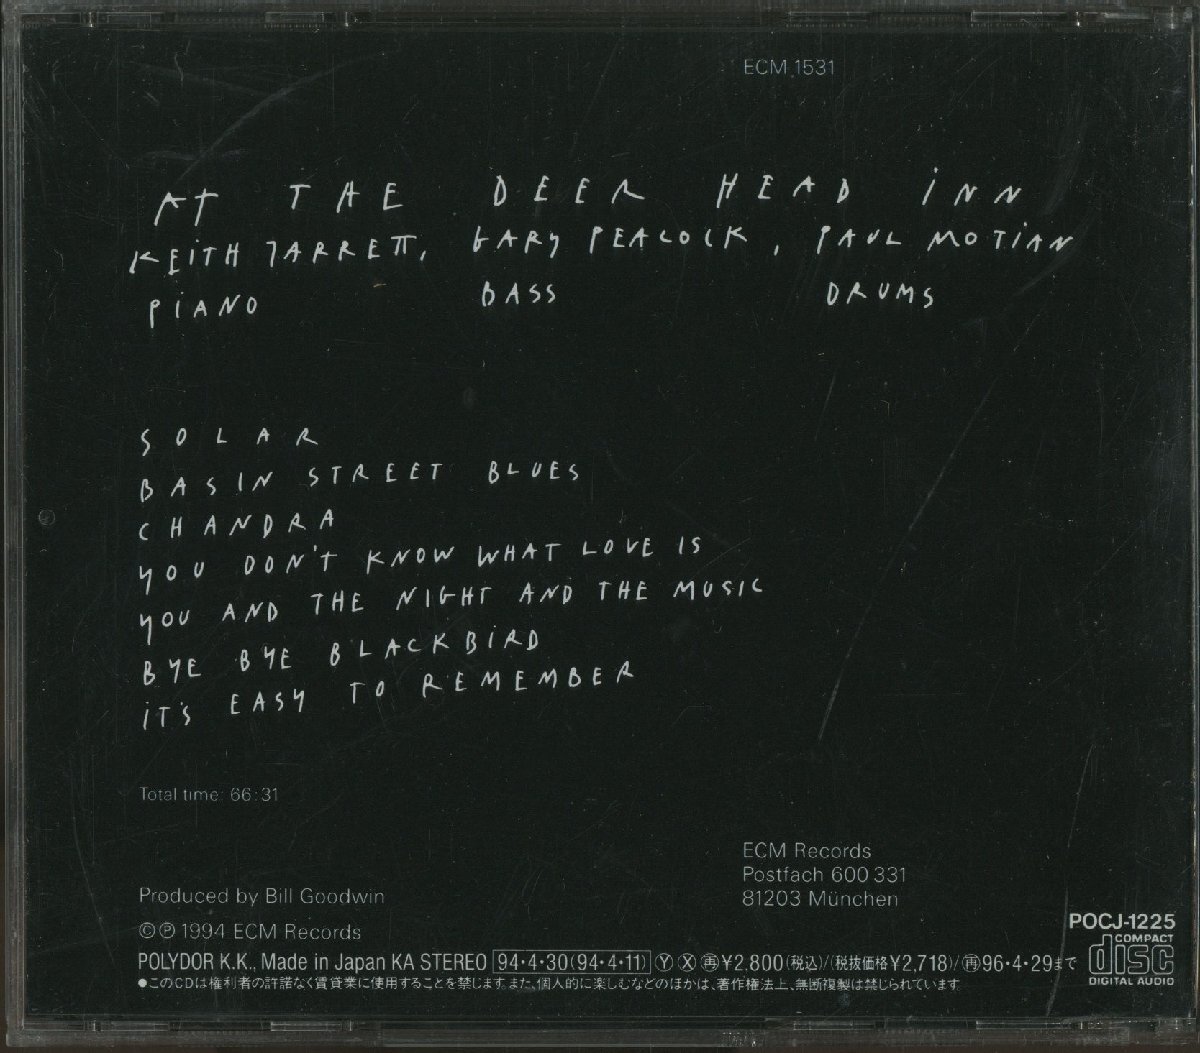 ECM 1531
AT THE DEER HEAD INN
KEITH JARRETT, GARY PEACOCK, PAUL MOTIAN
PIANO BASS DRUMS
SOLAR
BASIN STREET BLUES
CHANDRA
YOU DON'T KNOW WHAT LOVE IS
YOU AND THE NIGHT AND THE MUSIC
BYE BYE BLACKBIRD
IT'S EASY TO REMEMBER
Total time: 66:31
ECM Records
Postfach 600 331
81203 München
Produced by Bill Goodwin
©℗ 1994 ECM Records
POCJ-1225
COMPACT
disc
DIGITAL AUDIO
POLYDOR K.K., Made in Japan KA STEREO 94・4・30(94・4・11) Ⓨ Ⓧ ㊢¥2,800(税込)/(税抜価格¥2,718)/㊢96・4・29まで
●このCDは権利者の許諾なく賃貸業に使用することを禁じます。また、個人的に楽しむなどのほかは、著作権法上、無断複製は禁じられています。